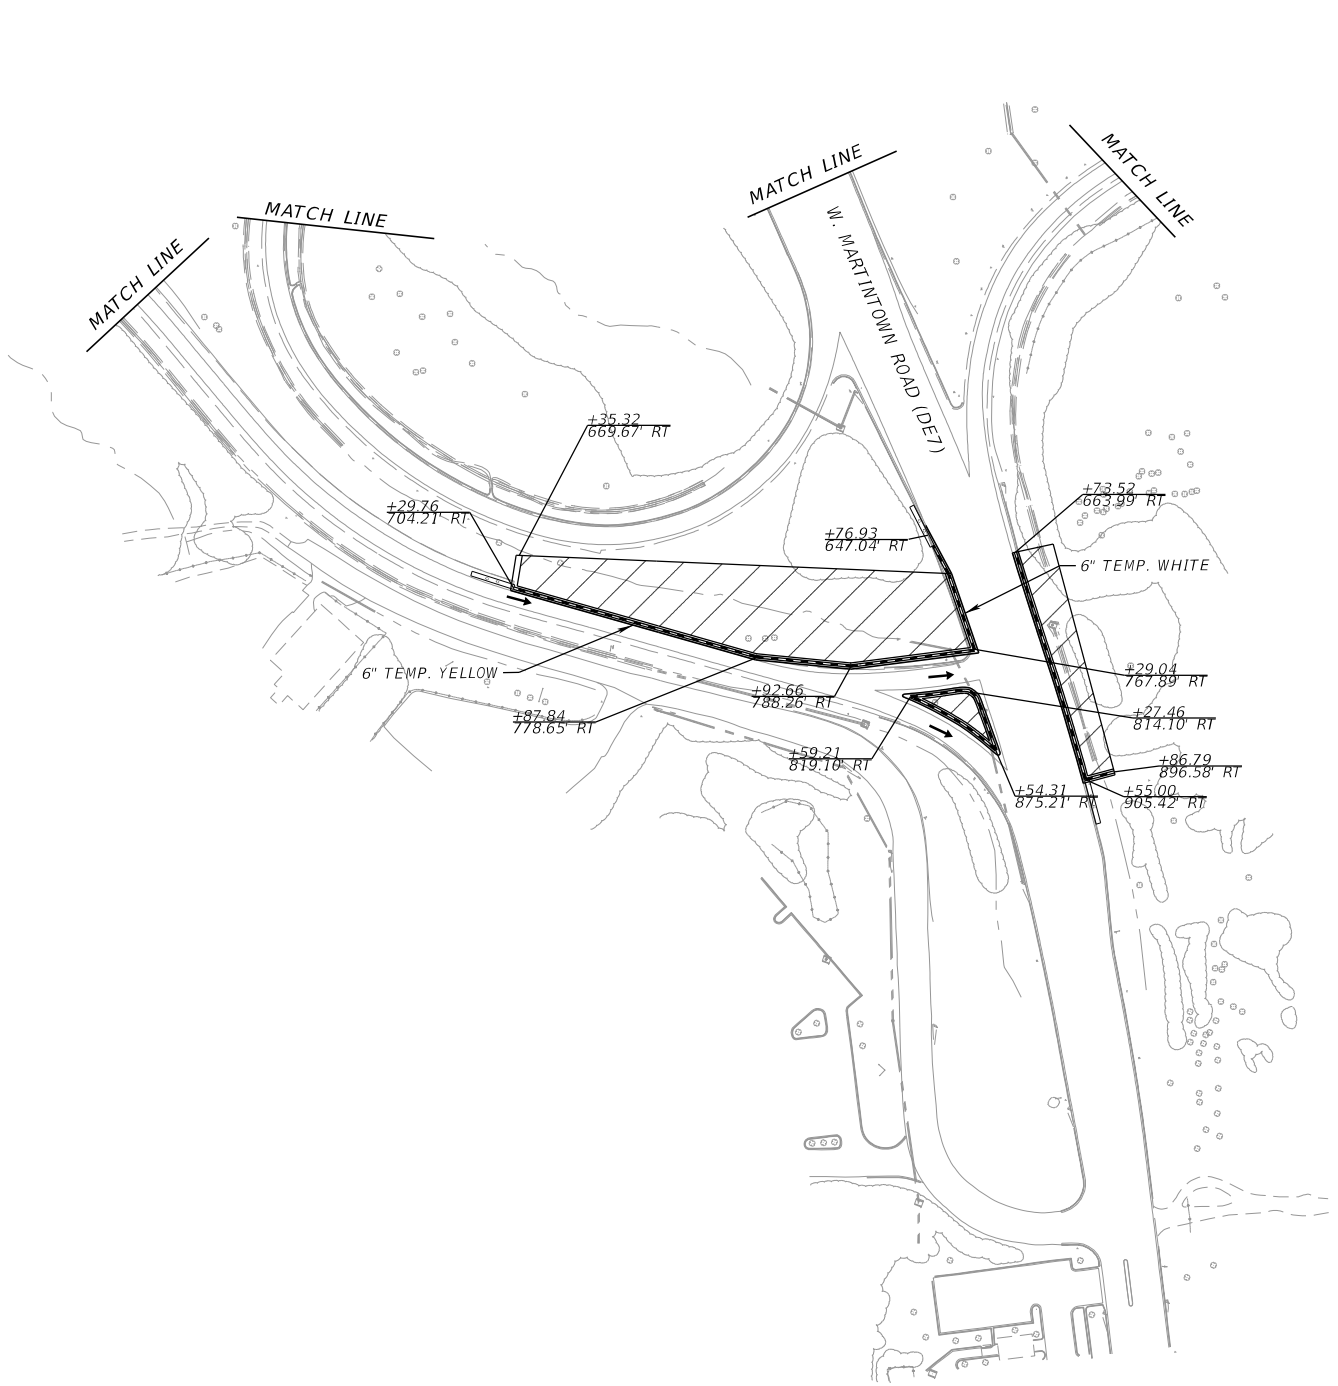 MATCH LINE
MATCH LINE
MATCH LINE
MATCH LINE
W. MARTINTOWN ROAD (DE7)
+35.32
669.67' RT
+29.76
704.21' RT
+73.52
663.99' RT
+76.93
647.04' RT
6" TEMP. WHITE
6" TEMP. YELLOW
+29.04
767.89' RT
+92.66
788.26' RT
+87.84
778.65' RT
+27.46
814.10' RT
+59.21
819.10' RT
+86.79
896.58' RT
+54.31
875.21' RT
+55.00
905.42' RT